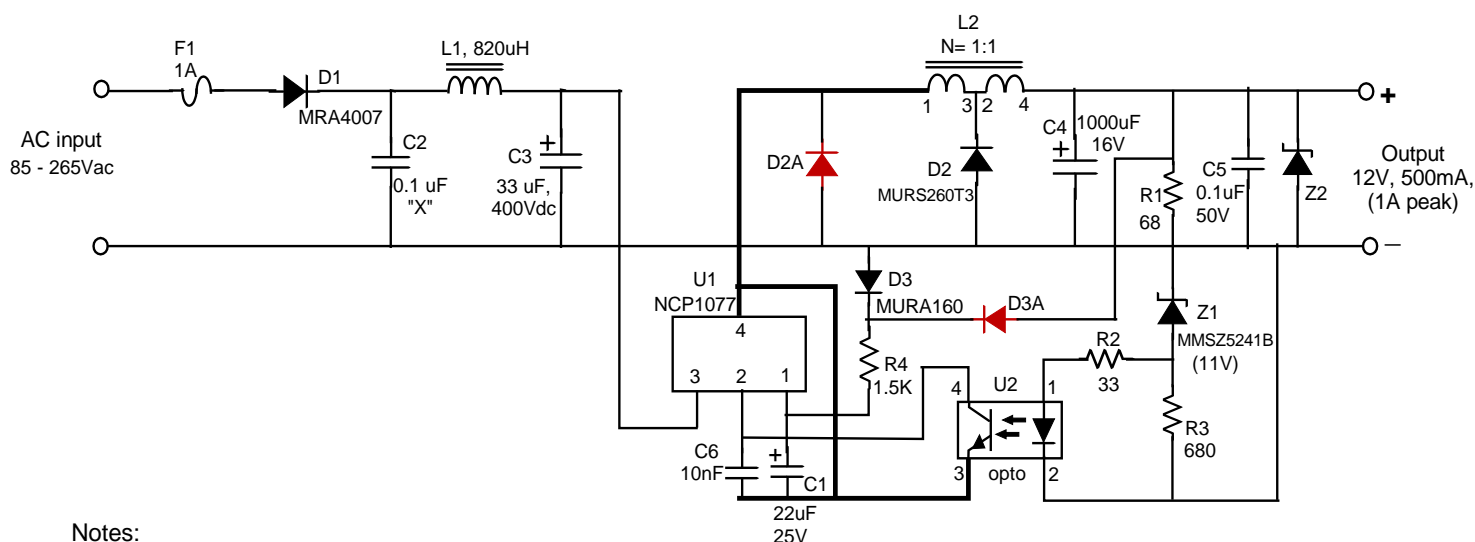 F1
1A
D1
MRA4007
L1, 820uH
AC input
85 - 265Vac
C2
0.1 uF
"X"
C3
+
33 uF,
400Vdc
L2
N= 1:1
1
3
2
4
D2A
D2
MURS260T3
C4
1000uF
16V
+
R1
68
C5
0.1uF
50V
Z2
+
Output
12V, 500mA,
(1A peak)
–
U1
NCP1077
4
3
2
1
D3
MURA160
D3A
R4
1.5K
Z1
MMSZ5241B
(11V)
R2
33
R3
680
U2
4
1
3
opto
2
C6
10nF
+
C1
22uF
25V
Notes: